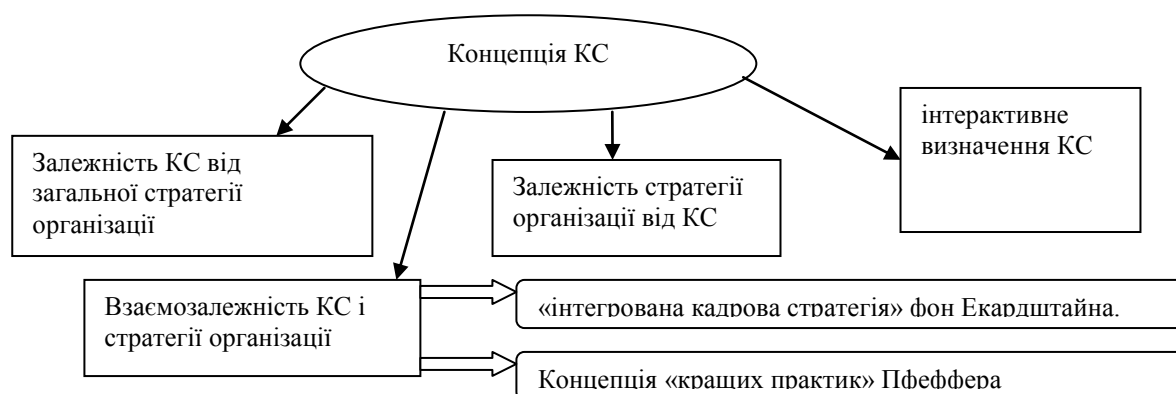 Концепція КС
Залежність КС від
загальної стратегії
організації
Залежність стратегії
організації від КС
інтерактивне
визначення КС
Взаємозалежність КС і
стратегії організації
«інтегрована кадрова стратегія» фон Екардштайна.
Концепція «кращих практик» Пфеффера